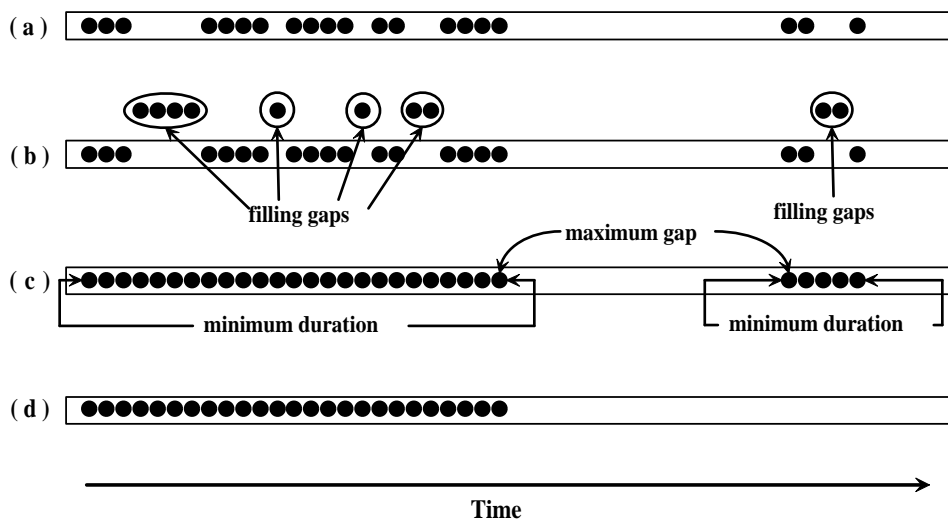 ( a )
( b )
filling gaps
filling gaps
maximum gap
( c )
minimum duration
minimum duration
( d )
Time